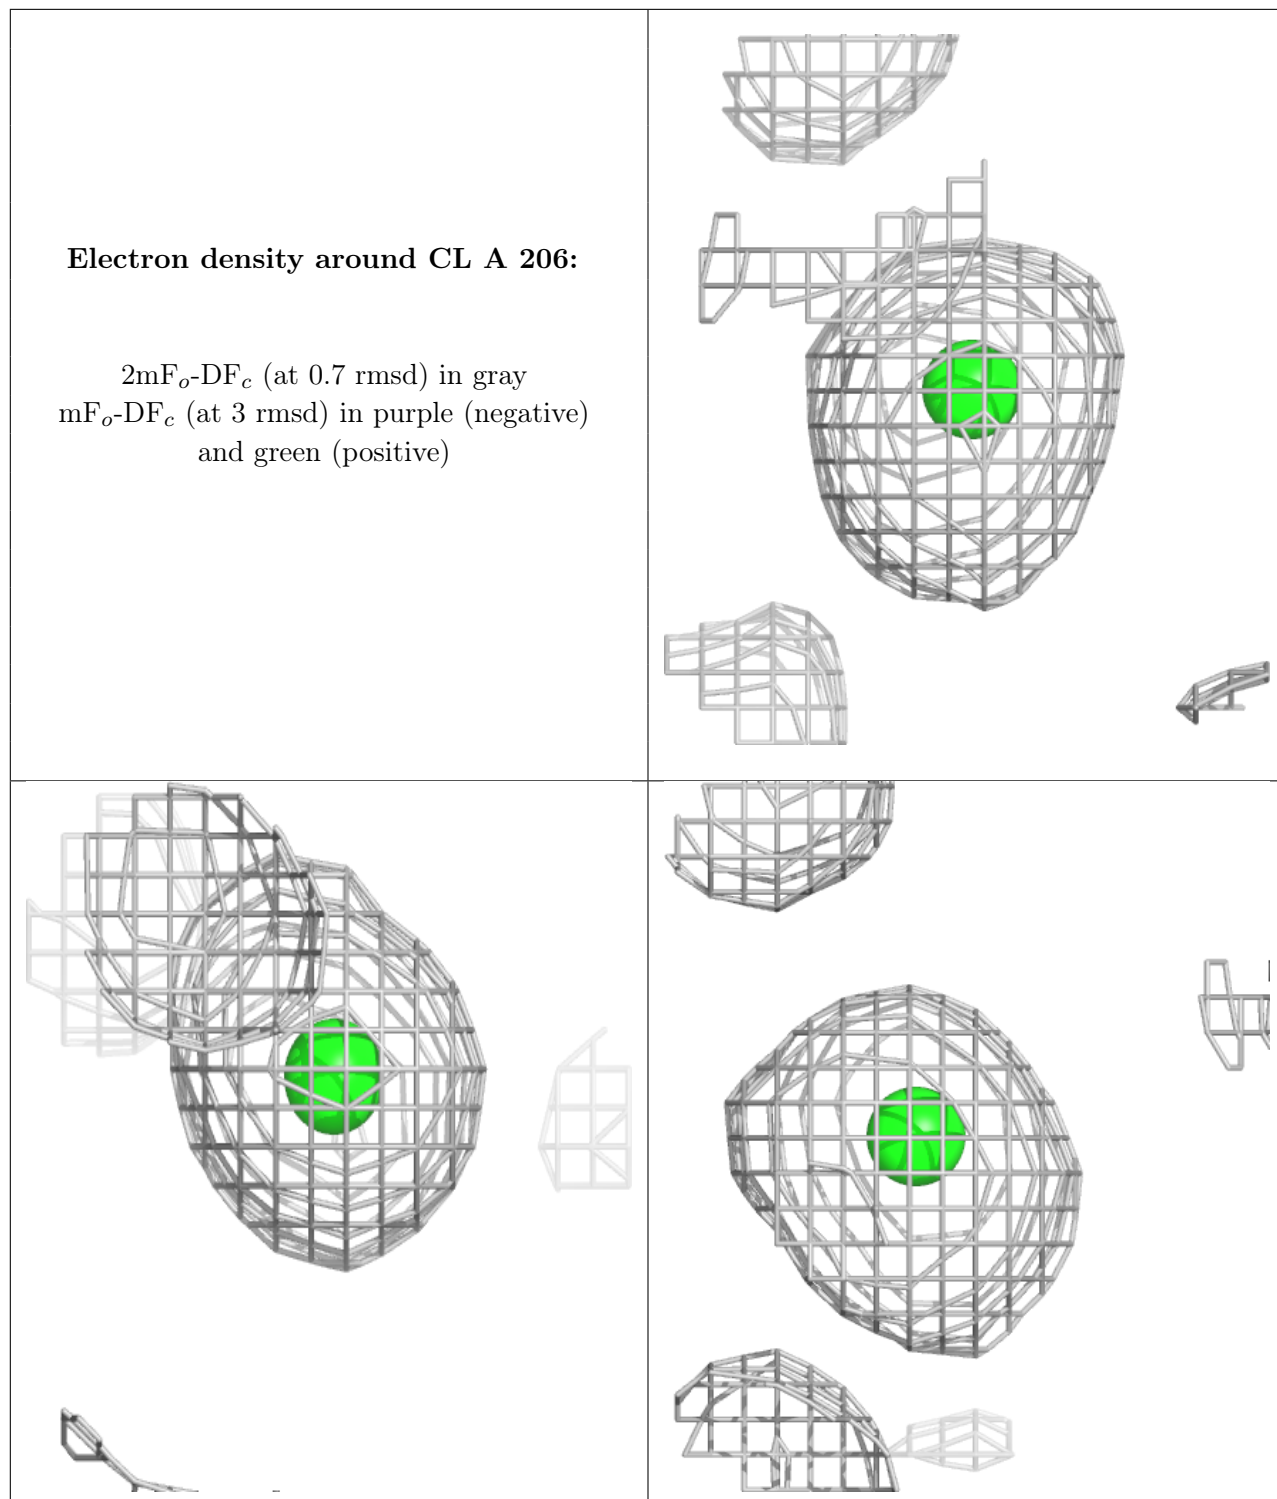 Electron density around CL A 206:
2mFo-DFc (at 0.7 rmsd) in gray
mFo-DFc (at 3 rmsd) in purple (negative)
and green (positive)